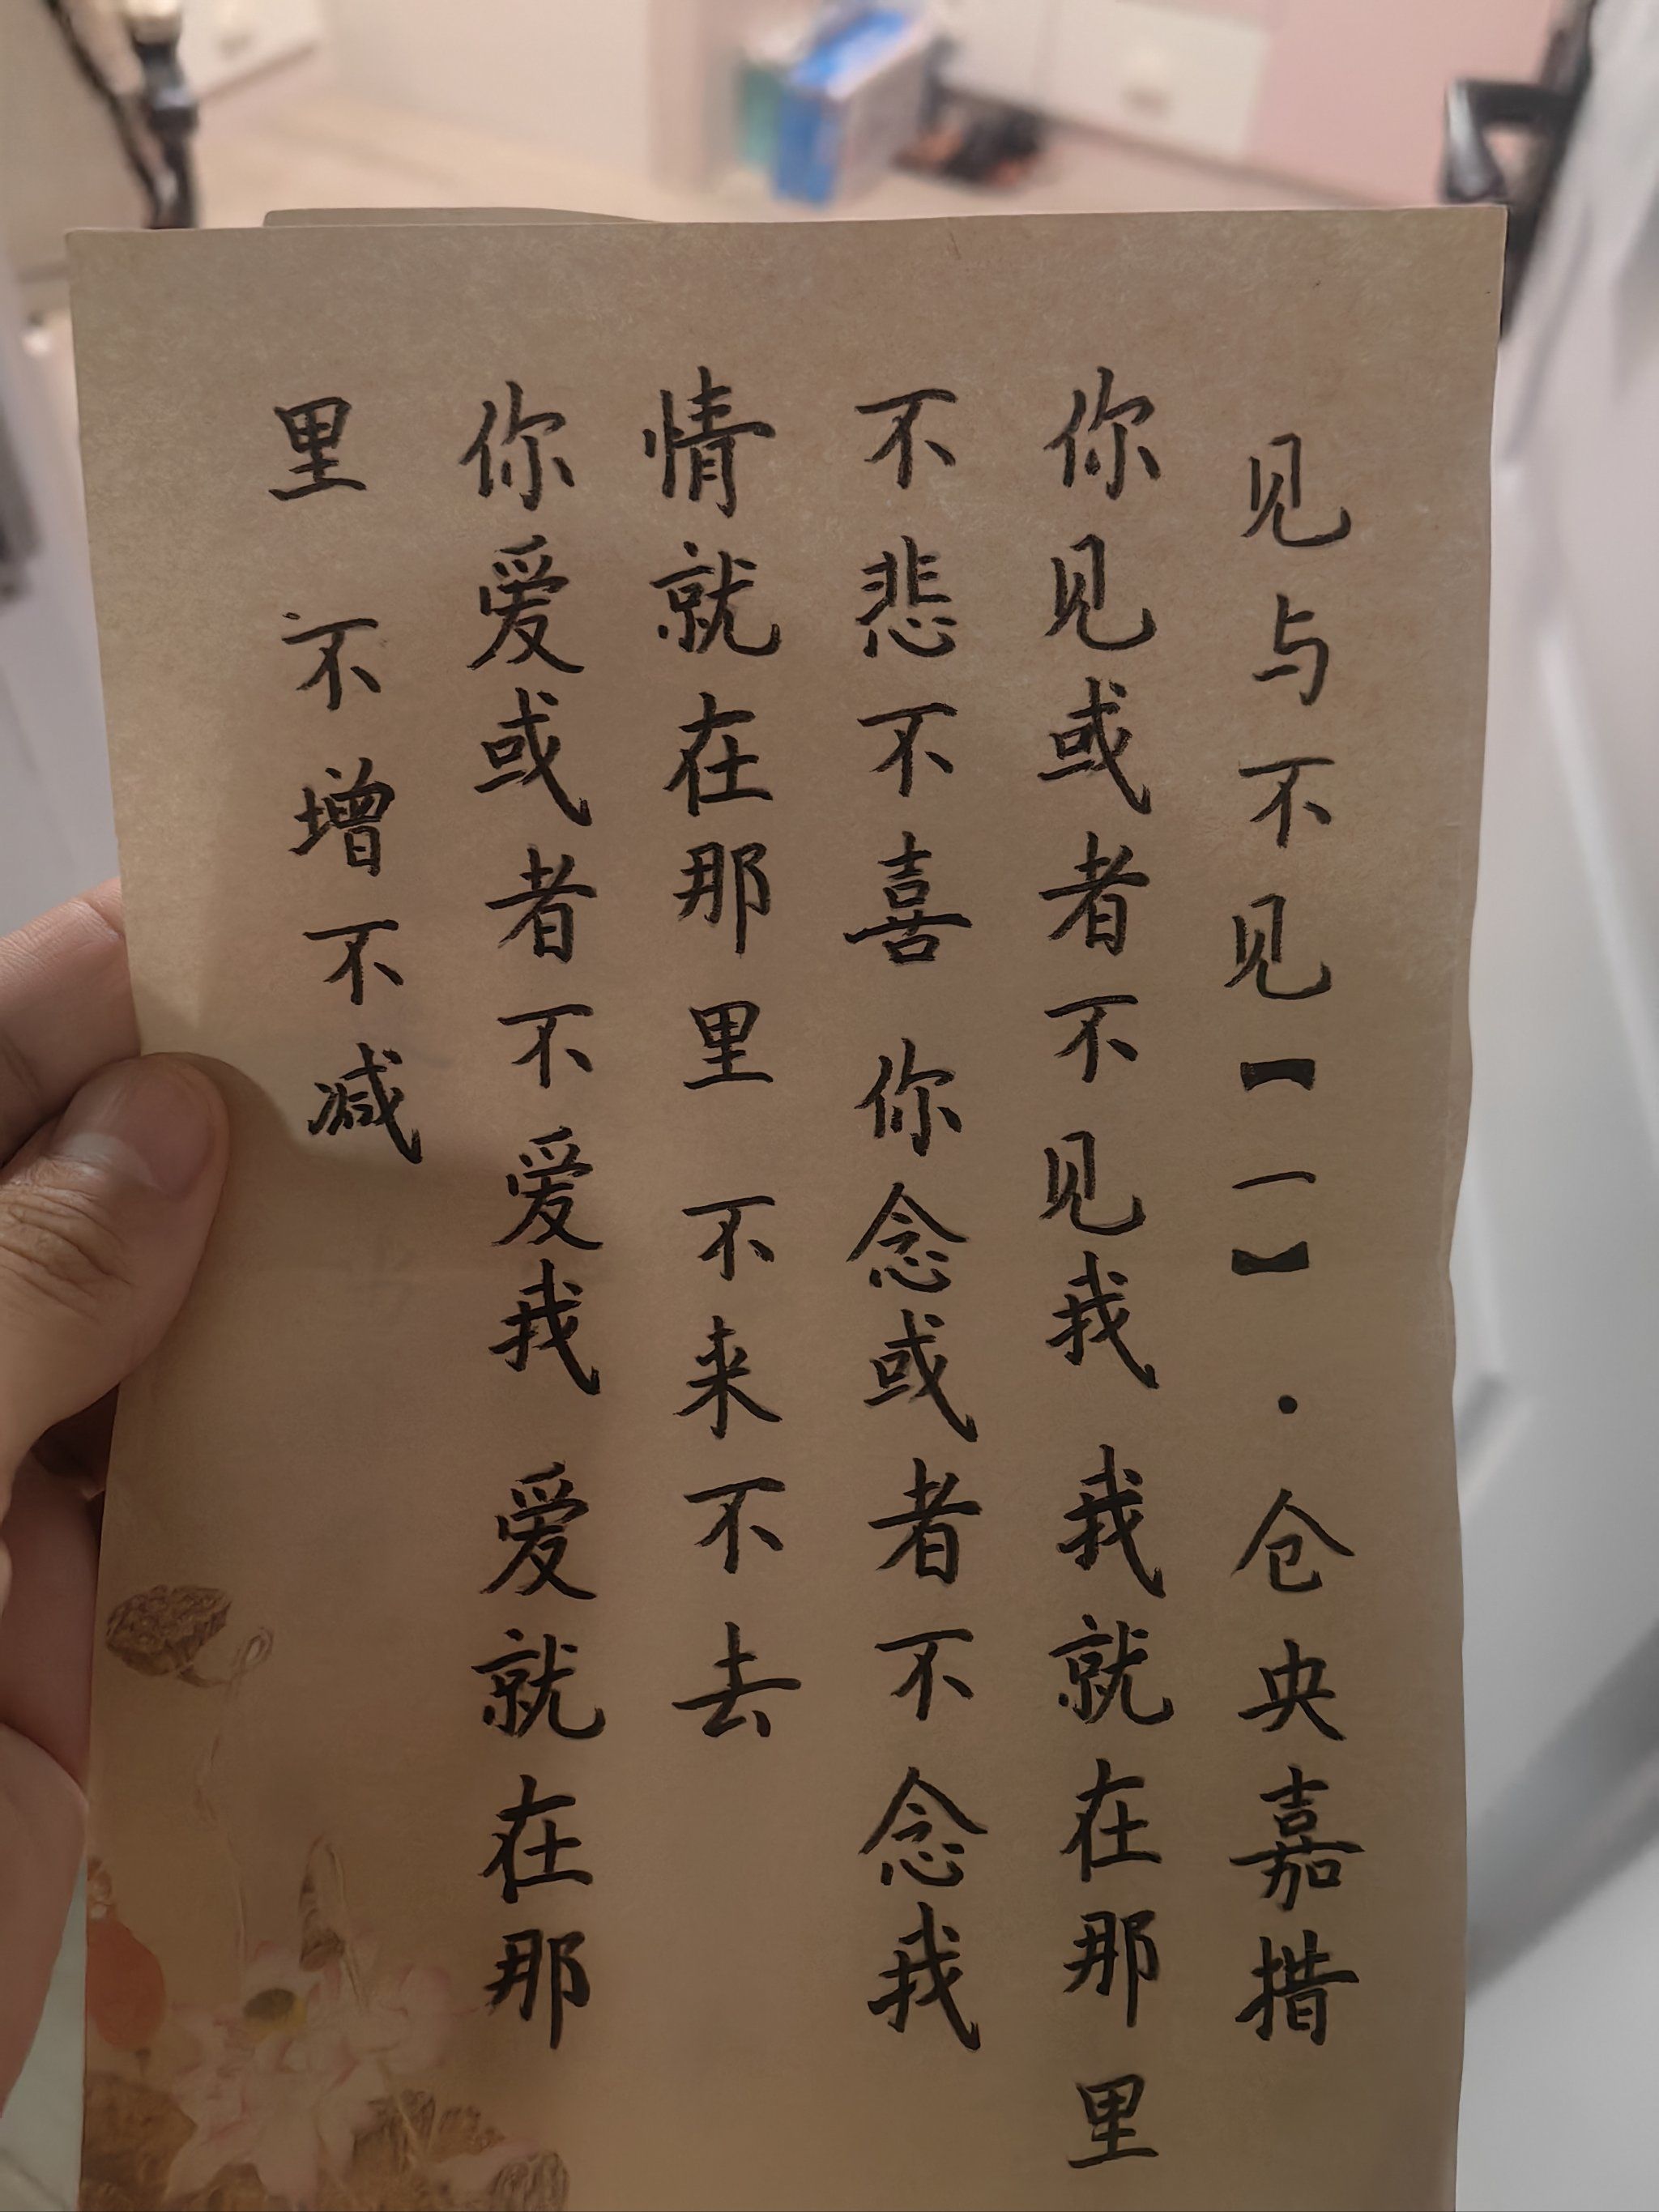 见与不见【一】·仓央嘉措
你见或者不见我 我就在那里
不悲不喜 你念或者不念我
情就在那里 不来不去
你爱或者不爱我 爱就在那
里 不增不减